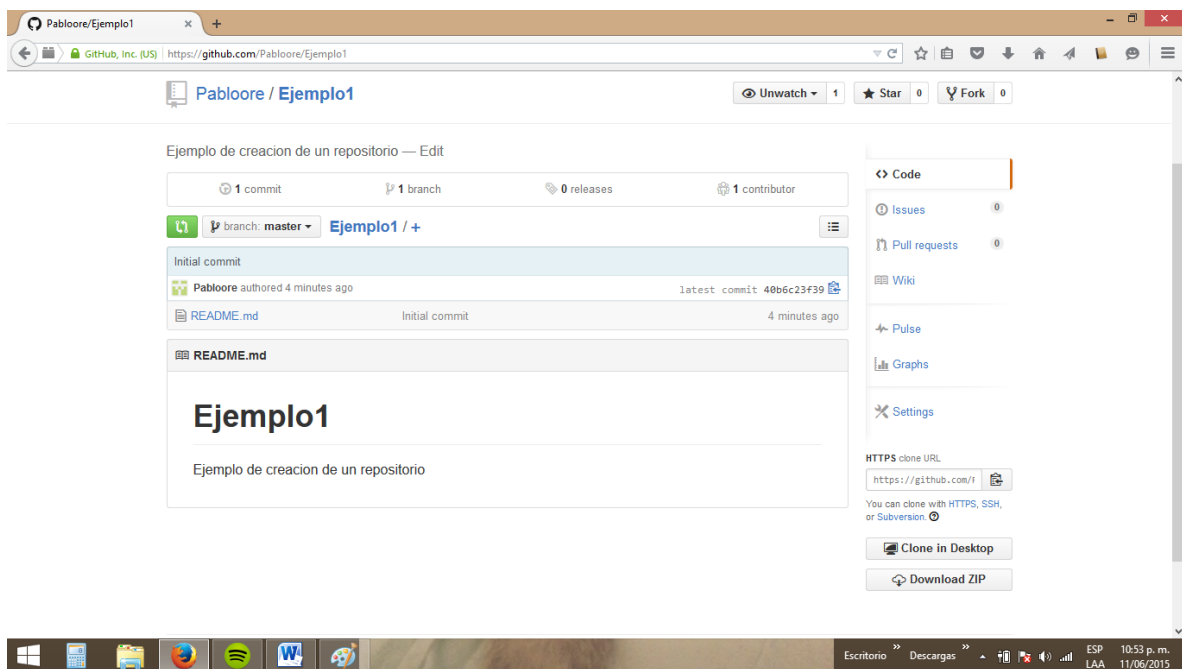 Pabloore/Ejemplo1
GitHub, Inc. (US) https://github.com/Pabloore/Ejemplo1
Pabloore / Ejemplo1
Unwatch 1 Star 0 Fork 0
Ejemplo de creacion de un repositorio — Edit
1 commit 1 branch 0 releases 1 contributor
branch: master Ejemplo1 / +
Initial commit
Pabloore authored 4 minutes ago latest commit 40b6c23f39
README.md Initial commit 4 minutes ago
README.md
Ejemplo1
Ejemplo de creacion de un repositorio
Code
Issues 0
Pull requests 0
Wiki
Pulse
Graphs
Settings
HTTPS clone URL
https://github.com/
You can clone with HTTPS, SSH,
or Subversion.
Clone in Desktop
Download ZIP
Escritorio Descargas ESP 10:53 p. m.
LAA 11/06/2015